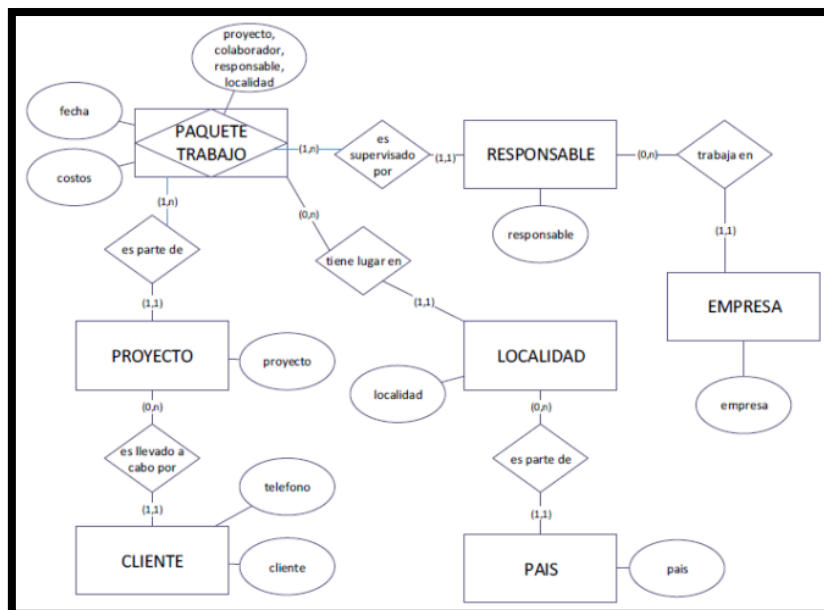 proyecto,
colaborador,
responsable,
localidad
fecha
PAQUETE
TRABAJO
costos
(1,n)
es
supervisado
por
(1,1)
RESPONSABLE
(0,n)
trabaja en
responsable
(1,n)
(0,n)
es parte de
tiene lugar en
(1,1)
(1,1)
(1,1)
EMPRESA
PROYECTO
proyecto
LOCALIDAD
localidad
empresa
(0,n)
(0,n)
es llevado a
cabo por
es parte de
telefono
(1,1)
(1,1)
CLIENTE
cliente
PAIS
pais